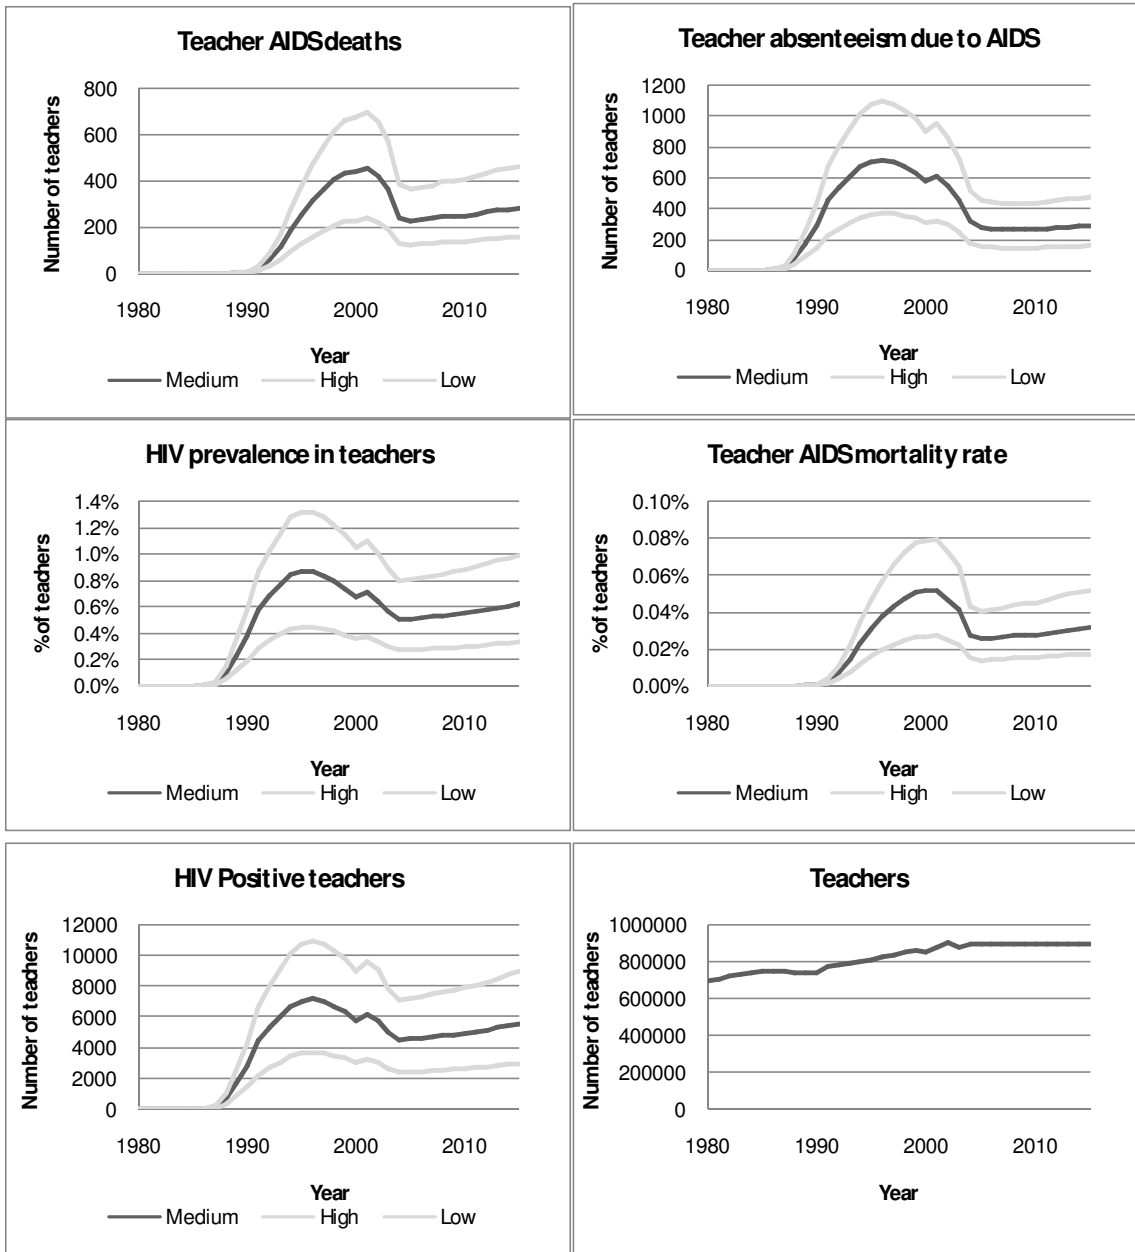 Teacher AIDS deaths
Number of teachers
800
600
400
200
0
1980 1990 2000 2010
Year
Medium High Low
Teacher absenteeism due to AIDS
Number of teachers
1200
1000
800
600
400
200
0
1980 1990 2000 2010
Year
Medium High Low
HIV prevalence in teachers
% of teachers
1.4%
1.2%
1.0%
0.8%
0.6%
0.4%
0.2%
0.0%
1980 1990 2000 2010
Year
Medium High Low
Teacher AIDS mortality rate
% of teachers
0.10%
0.08%
0.06%
0.04%
0.02%
0.00%
1980 1990 2000 2010
Year
Medium High Low
HIV Positive teachers
Number of teachers
12000
10000
8000
6000
4000
2000
0
1980 1990 2000 2010
Year
Medium High Low
Teachers
Number of teachers
1000000
800000
600000
400000
200000
0
1980 1990 2000 2010
Year